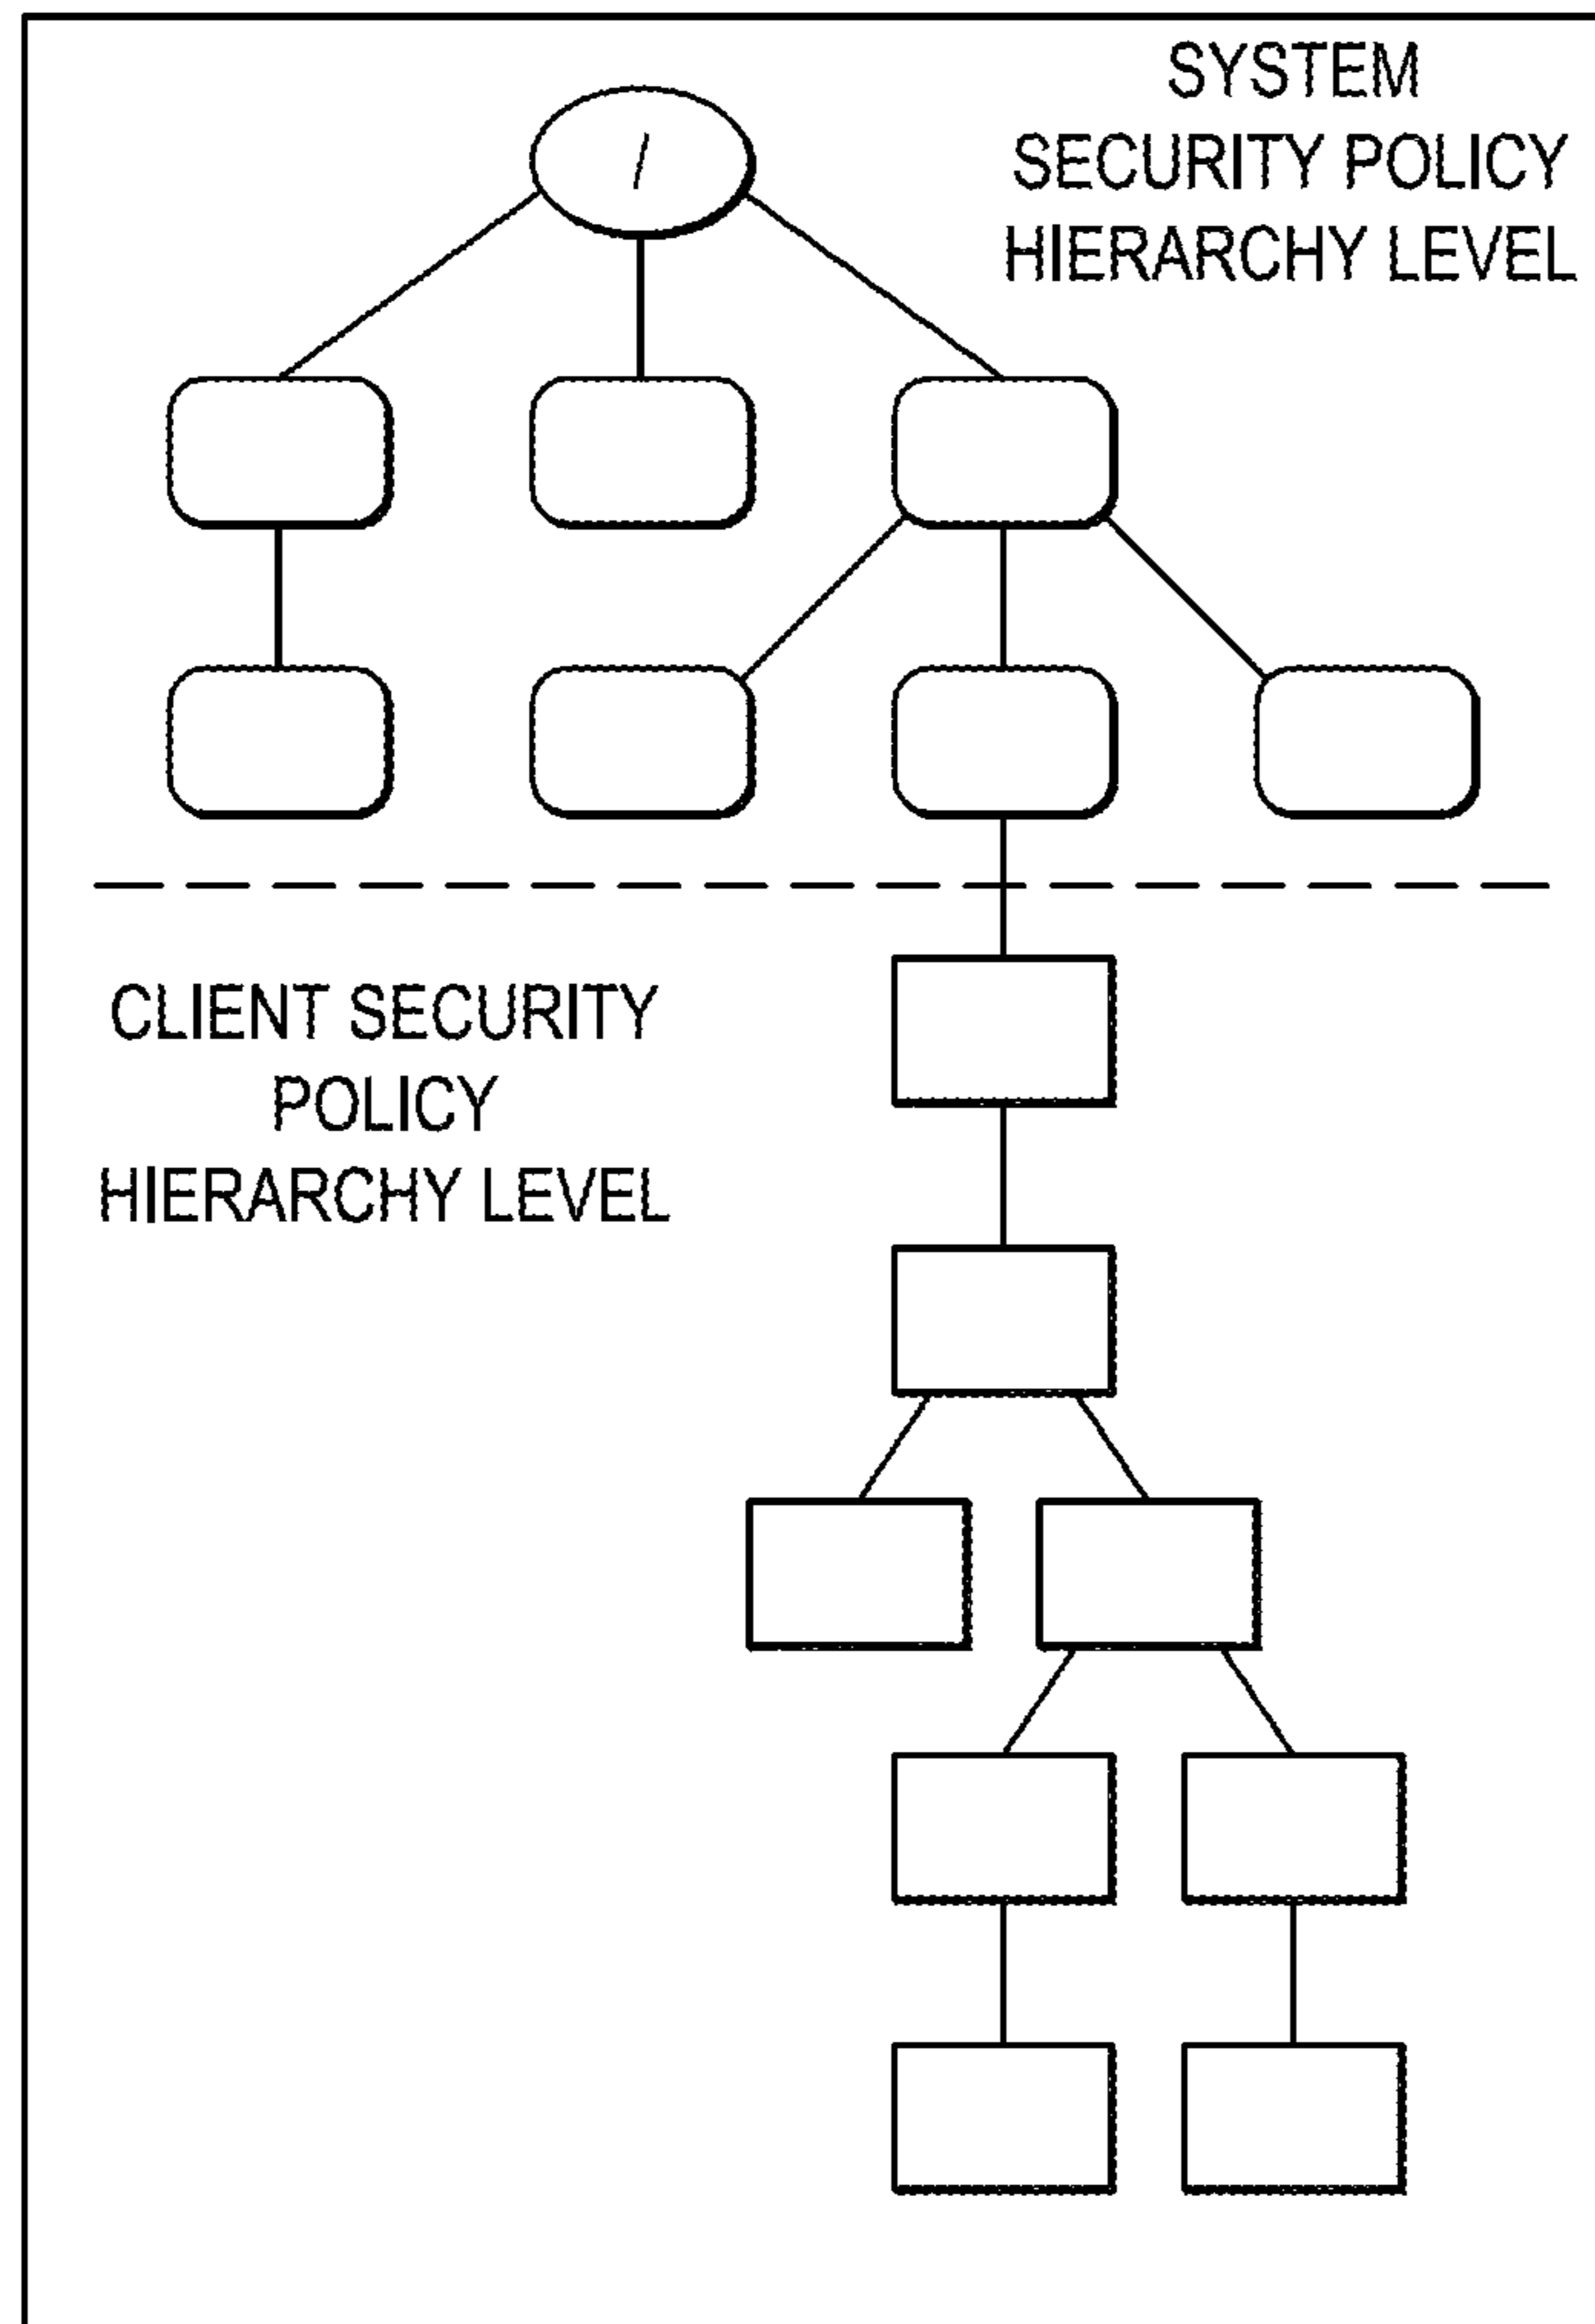 SYSTEM
SECURITY POLICY
HIERARCHY LEVEL
/
CLIENT SECURITY
POLICY
HIERARCHY LEVEL